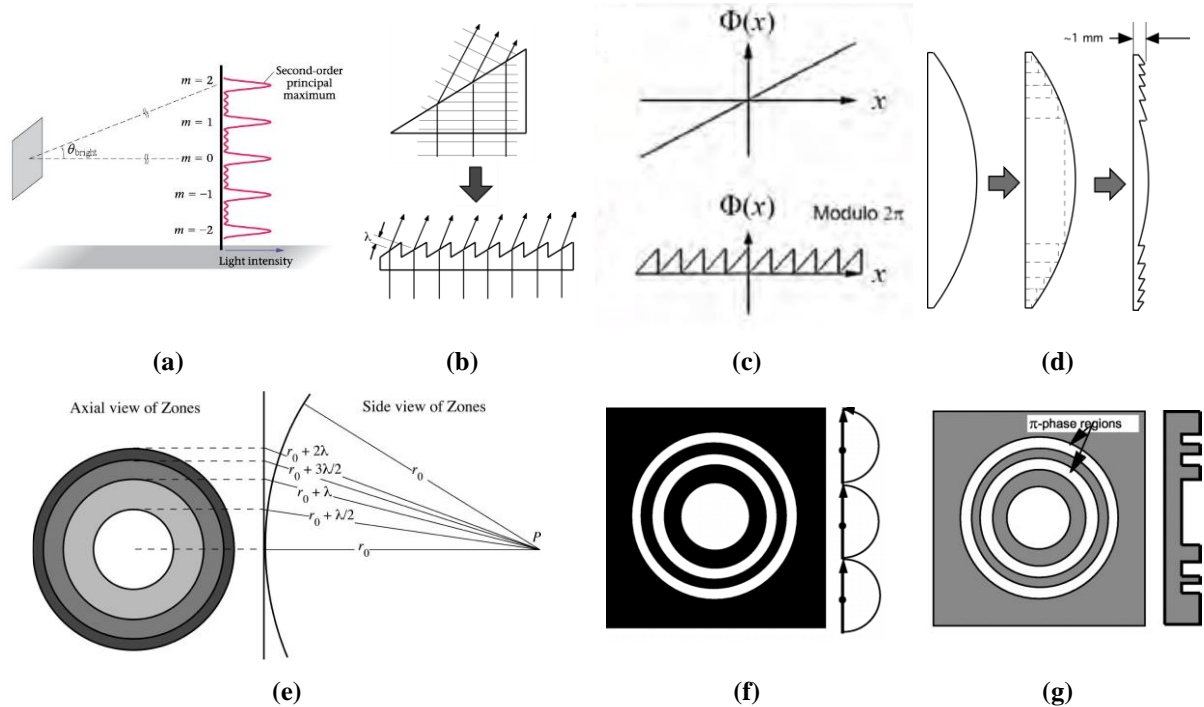 m = 2
Second-order
principal
maximum
m = 1
θbright
m = 0
m = −1
m = −2
Light intensity
(a)
λ
(b)
Φ(x)
x
Φ(x)
Modulo 2π
x
(c)
~1 mm
(d)
Axial view of Zones
Side view of Zones
r0 + 2λ
r0 + 3λ/2
r0
r0 + λ
r0 + λ/2
P
r0
(e)
(f)
π-phase regions
(g)